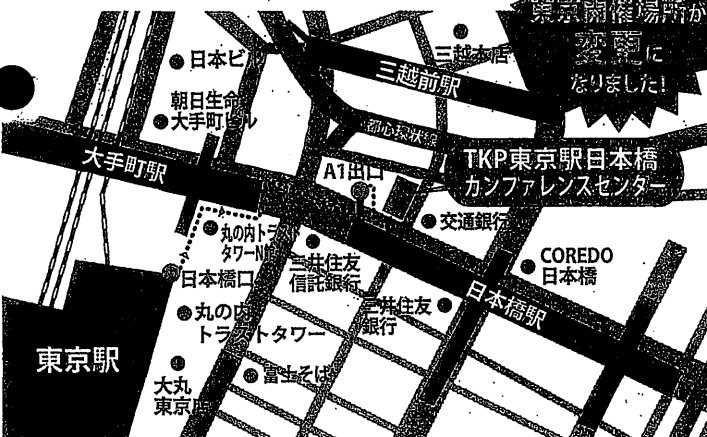 東京開催場所が
変更に
なりました!
日本ビル
三越本店
三越前駅
朝日生命
大手町ビル
都心環状線
大手町駅
A1出口
TKP東京駅日本橋
カンファレンスセンター
丸の内トラスト
タワーN館
交通銀行
三井住友
信託銀行
COREDO
日本橋
日本橋口
三井住友
銀行
日本橋駅
丸の内
トラストタワー
東京駅
富士そば
大丸
東京店